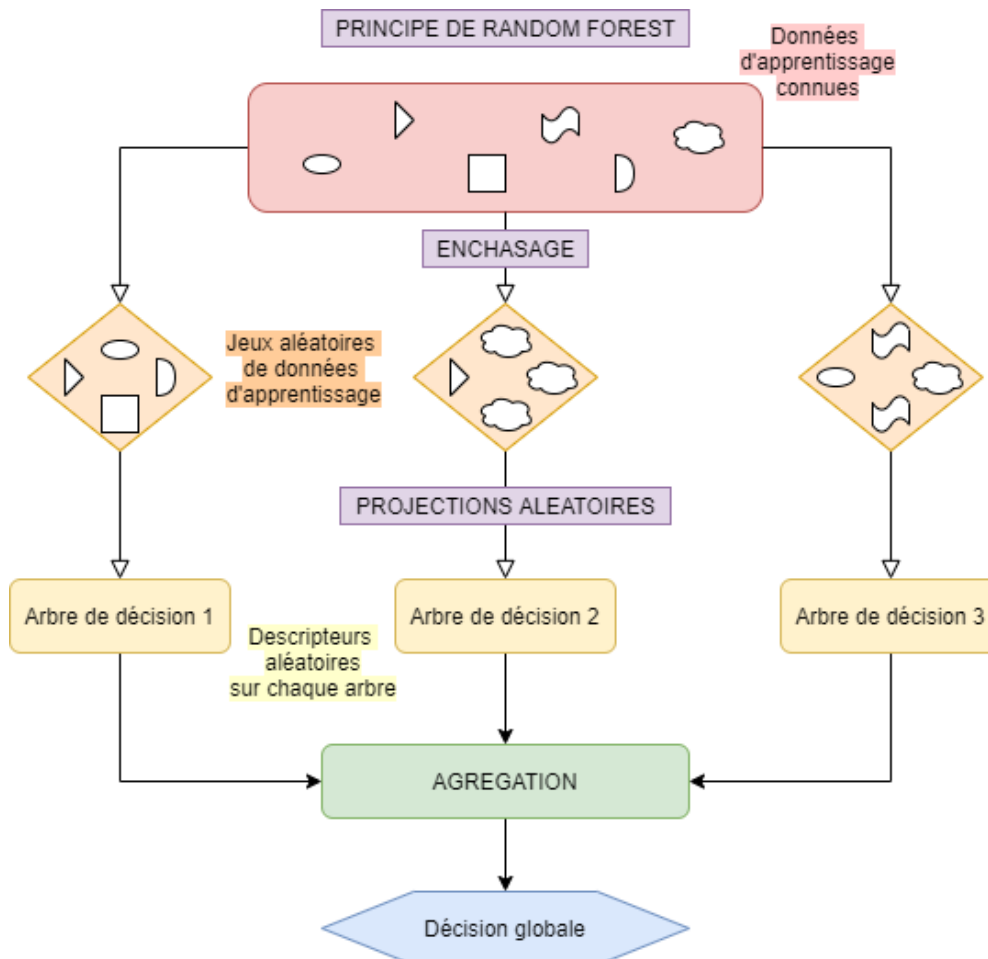 PRINCIPE DE RANDOM FOREST
Données
d'apprentissage
connues
ENCHASAGE
Jeux aléatoires
de données
d'apprentissage
PROJECTIONS ALEATOIRES
Arbre de décision 1
Arbre de décision 2
Arbre de décision 3
Descripteurs
aléatoires
sur chaque arbre
AGREGATION
Décision globale